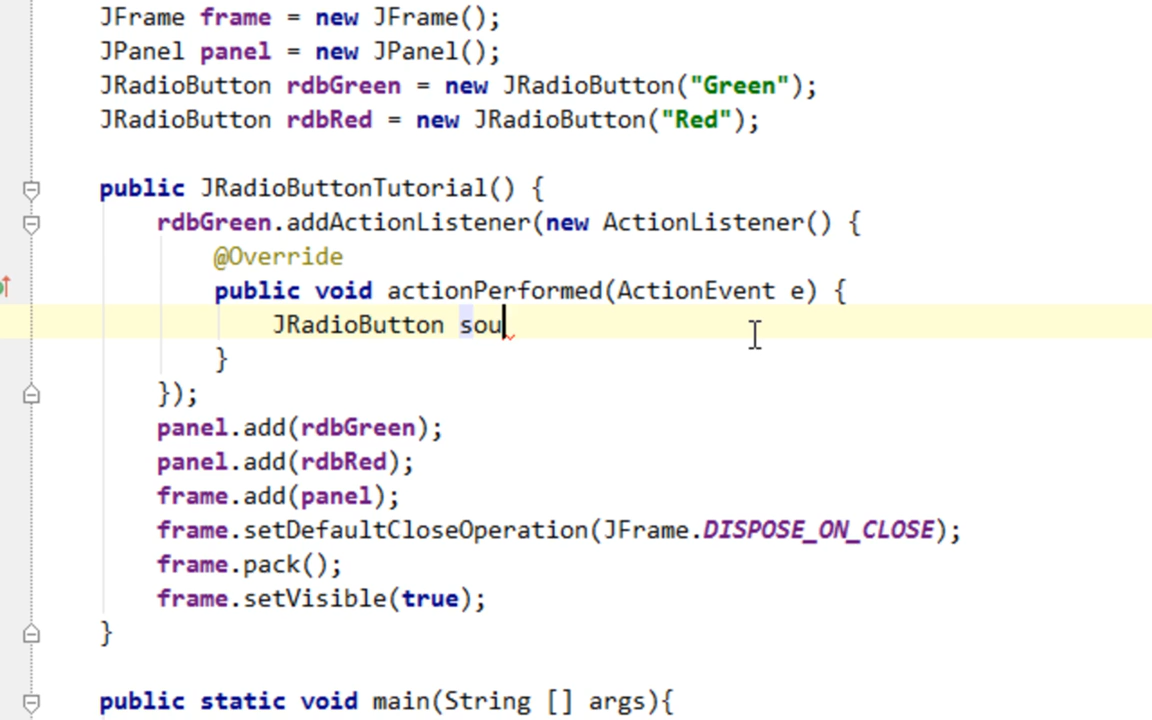 JFrame frame = new JFrame();
JPanel panel = new JPanel();
JRadioButton rdbGreen = new JRadioButton("Green");
JRadioButton rdbRed = new JRadioButton("Red");
public JRadioButtonTutorial() {
rdbGreen.addActionListener(new ActionListener() {
@Override
public void actionPerformed(ActionEvent e) {
JRadioButton sou
}
});
panel.add(rdbGreen);
panel.add(rdbRed);
frame.add(panel);
frame.setDefaultCloseOperation(JFrame.DISPOSE_ON_CLOSE);
frame.pack();
frame.setVisible(true);
}
public static void main(String [] args){